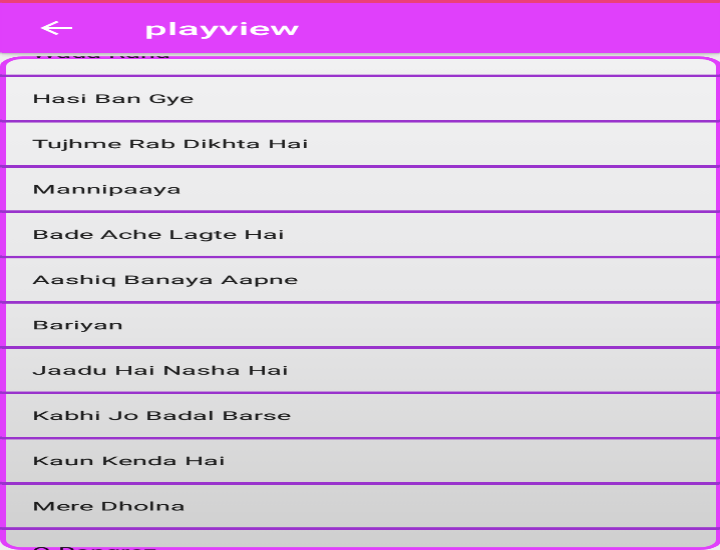 playview
Hasi Ban Gye
Tujhme Rab Dikhta Hai
Mannipaaya
Bade Ache Lagte Hai
Aashiq Banaya Aapne
Bariyan
Jaadu Hai Nasha Hai
Kabhi Jo Badal Barse
Kaun Kenda Hai
Mere Dholna